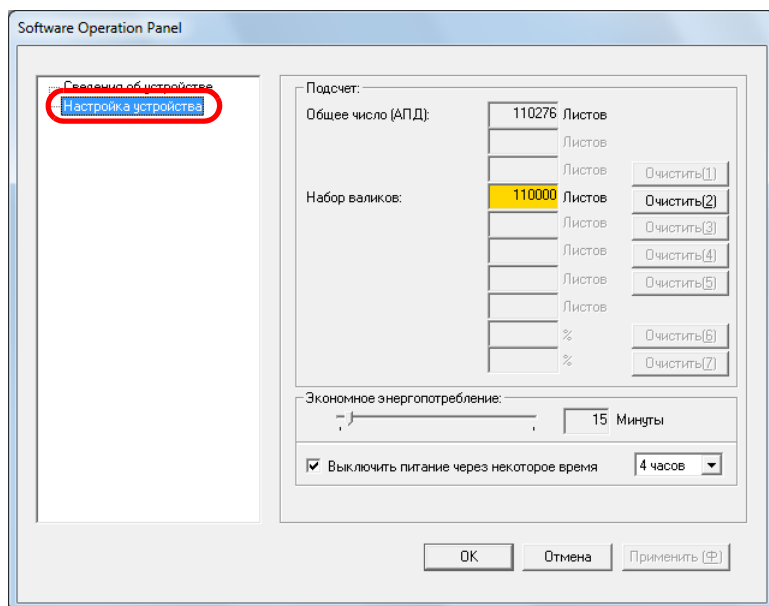 Software Operation Panel
Сведения об устройстве
Настройка устройства
Подсчет:
Общее число (АПД): 110276 Листов
Листов
Листов Очистить(1)
Набор валиков: 110000 Листов Очистить(2)
Листов Очистить(3)
Листов Очистить(4)
Листов Очистить(5)
Листов
% Очистить(6)
% Очистить(7)
Экономное энергопотребление:
15 Минуты
Выключить питание через некоторое время 4 часов
OK Отмена Применить (中)